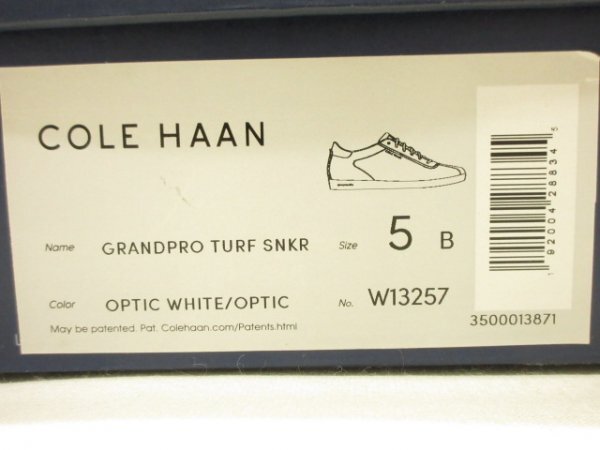 COLE HAAN
Name GRANDPRO TURF SNKR Size 5 B
Color OPTIC WHITE/OPTIC No. W13257
May be patented. Pat. Colehaan.com/Patents.html
3500013871
1 92004 28834 5